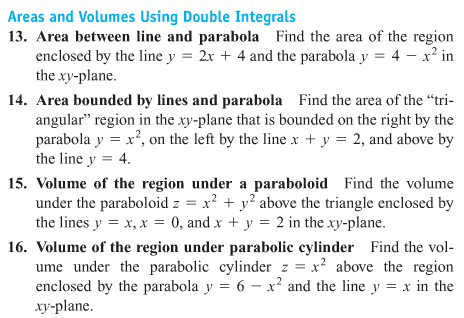 Areas and Volumes Using Double Integrals
13. Area between line and parabola Find the area of the region
enclosed by the line y = 2x + 4 and the parabola y = 4 − x² in
the xy-plane.
14. Area bounded by lines and parabola Find the area of the “tri-
angular” region in the xy-plane that is bounded on the right by the
parabola y = x², on the left by the line x + y = 2, and above by
the line y = 4.
15. Volume of the region under a paraboloid Find the volume
under the paraboloid z = x² + y² above the triangle enclosed by
the lines y = x, x = 0, and x + y = 2 in the xy-plane.
16. Volume of the region under parabolic cylinder Find the vol-
ume under the parabolic cylinder z = x² above the region
enclosed by the parabola y = 6 − x² and the line y = x in the
xy-plane.